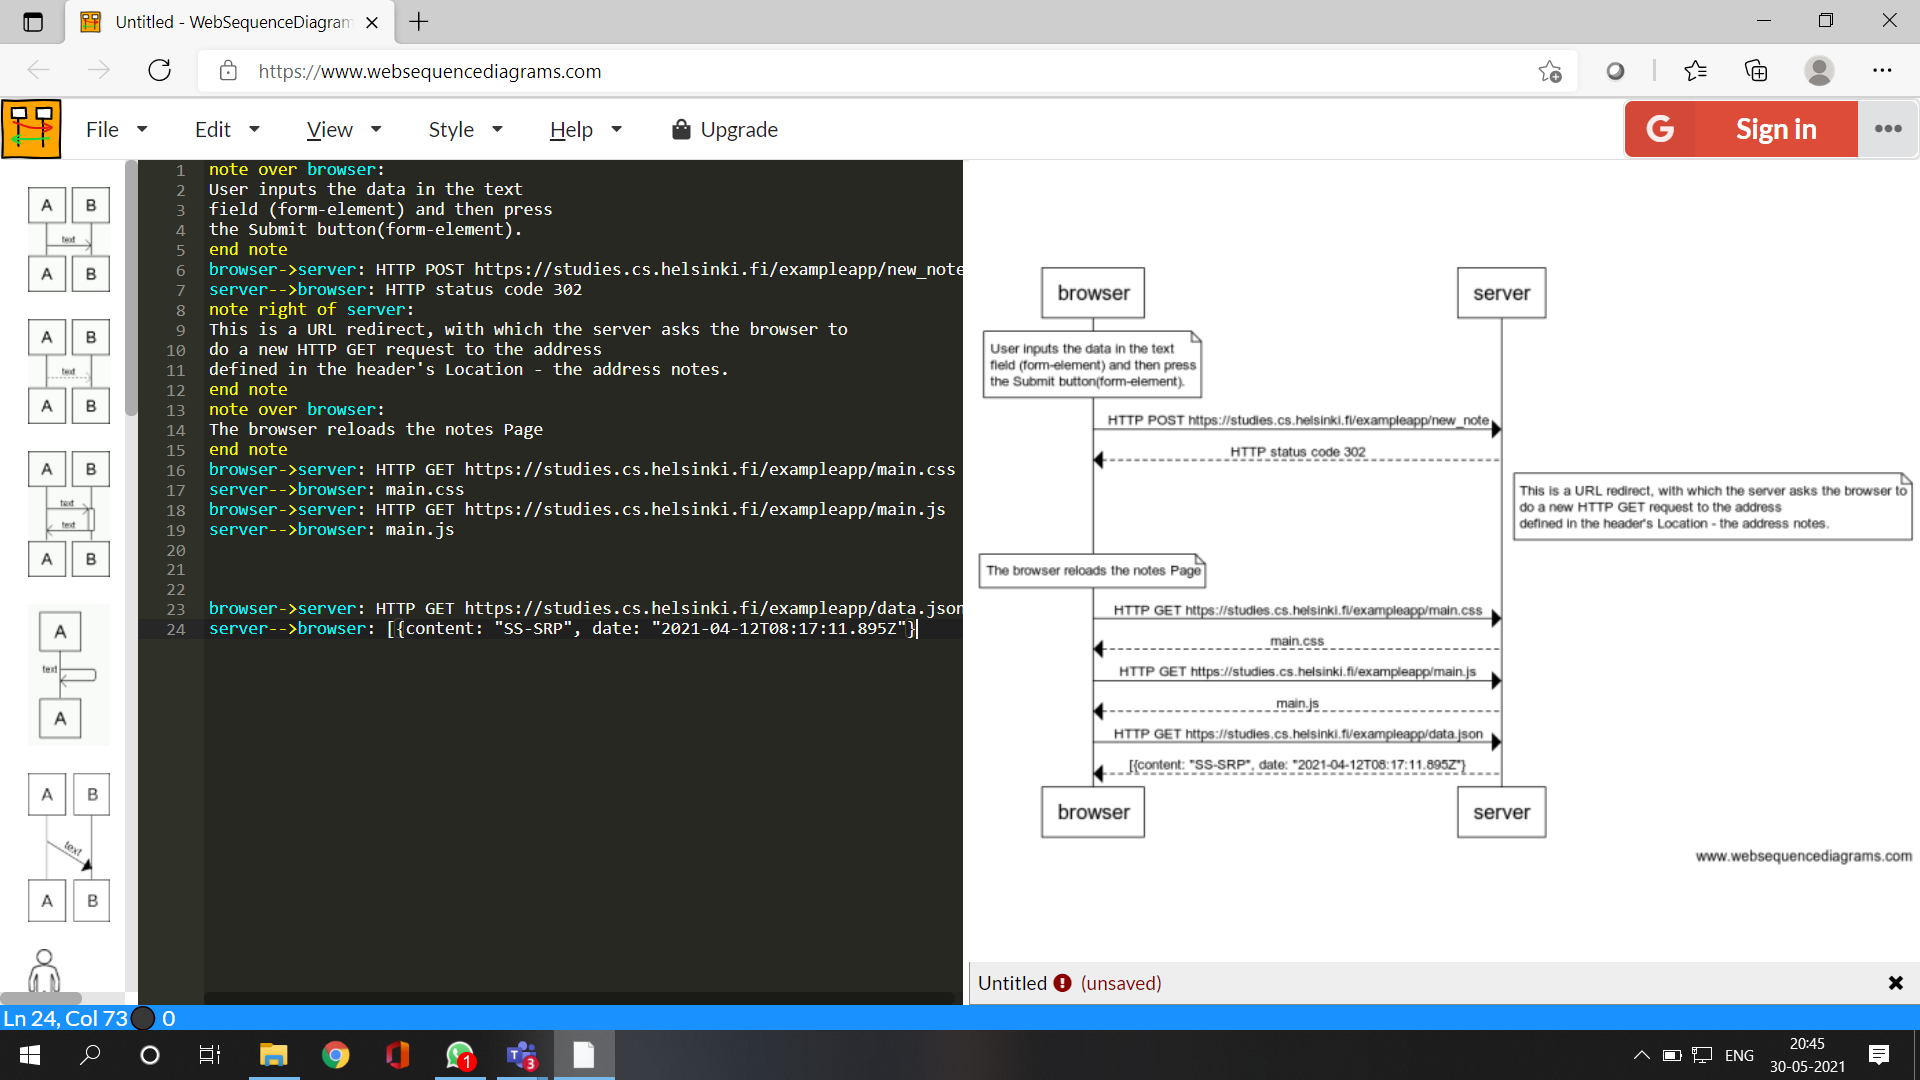 Untitled - WebSequenceDiagram
https://www.websequencediagrams.com
File Edit View Style Help Upgrade
G Sign in
A B
text
A B
A B
text
A B
A B
text
text
A B
A
text
A
A B
text
A B
1 note over browser:
2 User inputs the data in the text
3 field (form-element) and then press
4 the Submit button(form-element).
5 end note
6 browser->server: HTTP POST https://studies.cs.helsinki.fi/exampleapp/new_note
7 server-->browser: HTTP status code 302
8 note right of server:
9 This is a URL redirect, with which the server asks the browser to
10 do a new HTTP GET request to the address
11 defined in the header's Location - the address notes.
12 end note
13 note over browser:
14 The browser reloads the notes Page
15 end note
16 browser->server: HTTP GET https://studies.cs.helsinki.fi/exampleapp/main.css
17 server-->browser: main.css
18 browser->server: HTTP GET https://studies.cs.helsinki.fi/exampleapp/main.js
19 server-->browser: main.js
20
21
22
23 browser->server: HTTP GET https://studies.cs.helsinki.fi/exampleapp/data.json
24 server-->browser: [{content: "SS-SRP", date: "2021-04-12T08:17:11.895Z"}
browser server
User inputs the data in the text
field (form-element) and then press
the Submit button(form-element).
HTTP POST https://studies.cs.helsinki.fi/exampleapp/new_note
HTTP status code 302
This is a URL redirect, with which the server asks the browser to
do a new HTTP GET request to the address
defined in the header's Location - the address notes.
The browser reloads the notes Page
HTTP GET https://studies.cs.helsinki.fi/exampleapp/main.css
main.css
HTTP GET https://studies.cs.helsinki.fi/exampleapp/main.js
main.js
HTTP GET https://studies.cs.helsinki.fi/exampleapp/data.json
[{content: "SS-SRP", date: "2021-04-12T08:17:11.895Z"}
browser server
www.websequencediagrams.com
Untitled ! (unsaved)
Ln 24, Col 73 0
1
T 3
ENG
20:45
30-05-2021